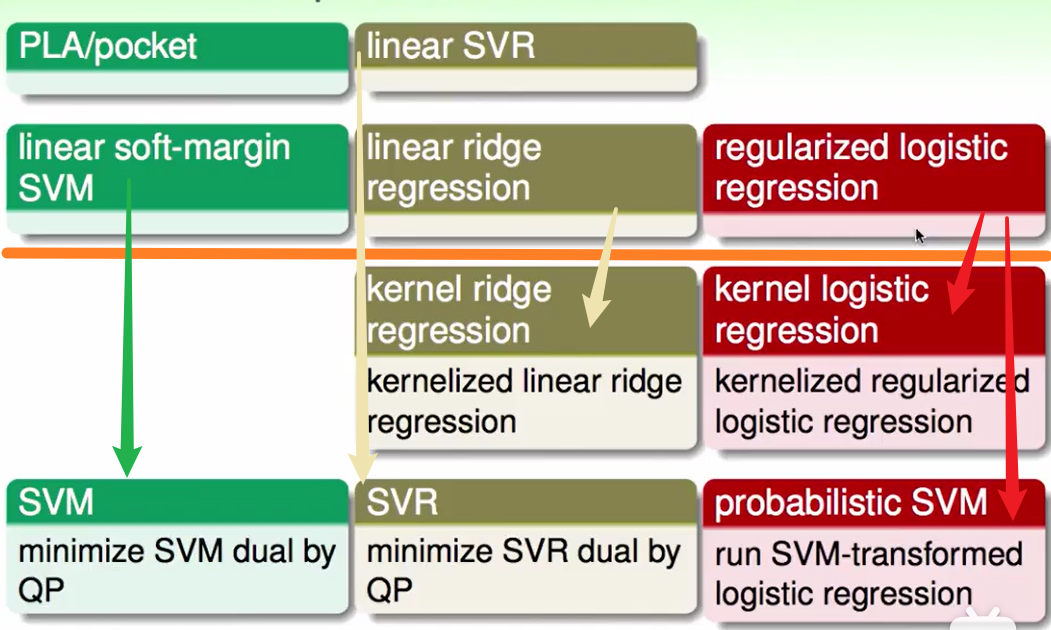 PLA/pocket
linear SVR
linear soft-margin
SVM
linear ridge
regression
regularized logistic
regression
kernel ridge
regression
kernelized linear ridge
regression
kernel logistic
regression
kernelized regularized
logistic regression
SVM
minimize SVM dual by
QP
SVR
minimize SVR dual by
QP
probabilistic SVM
run SVM-transformed
logistic regression